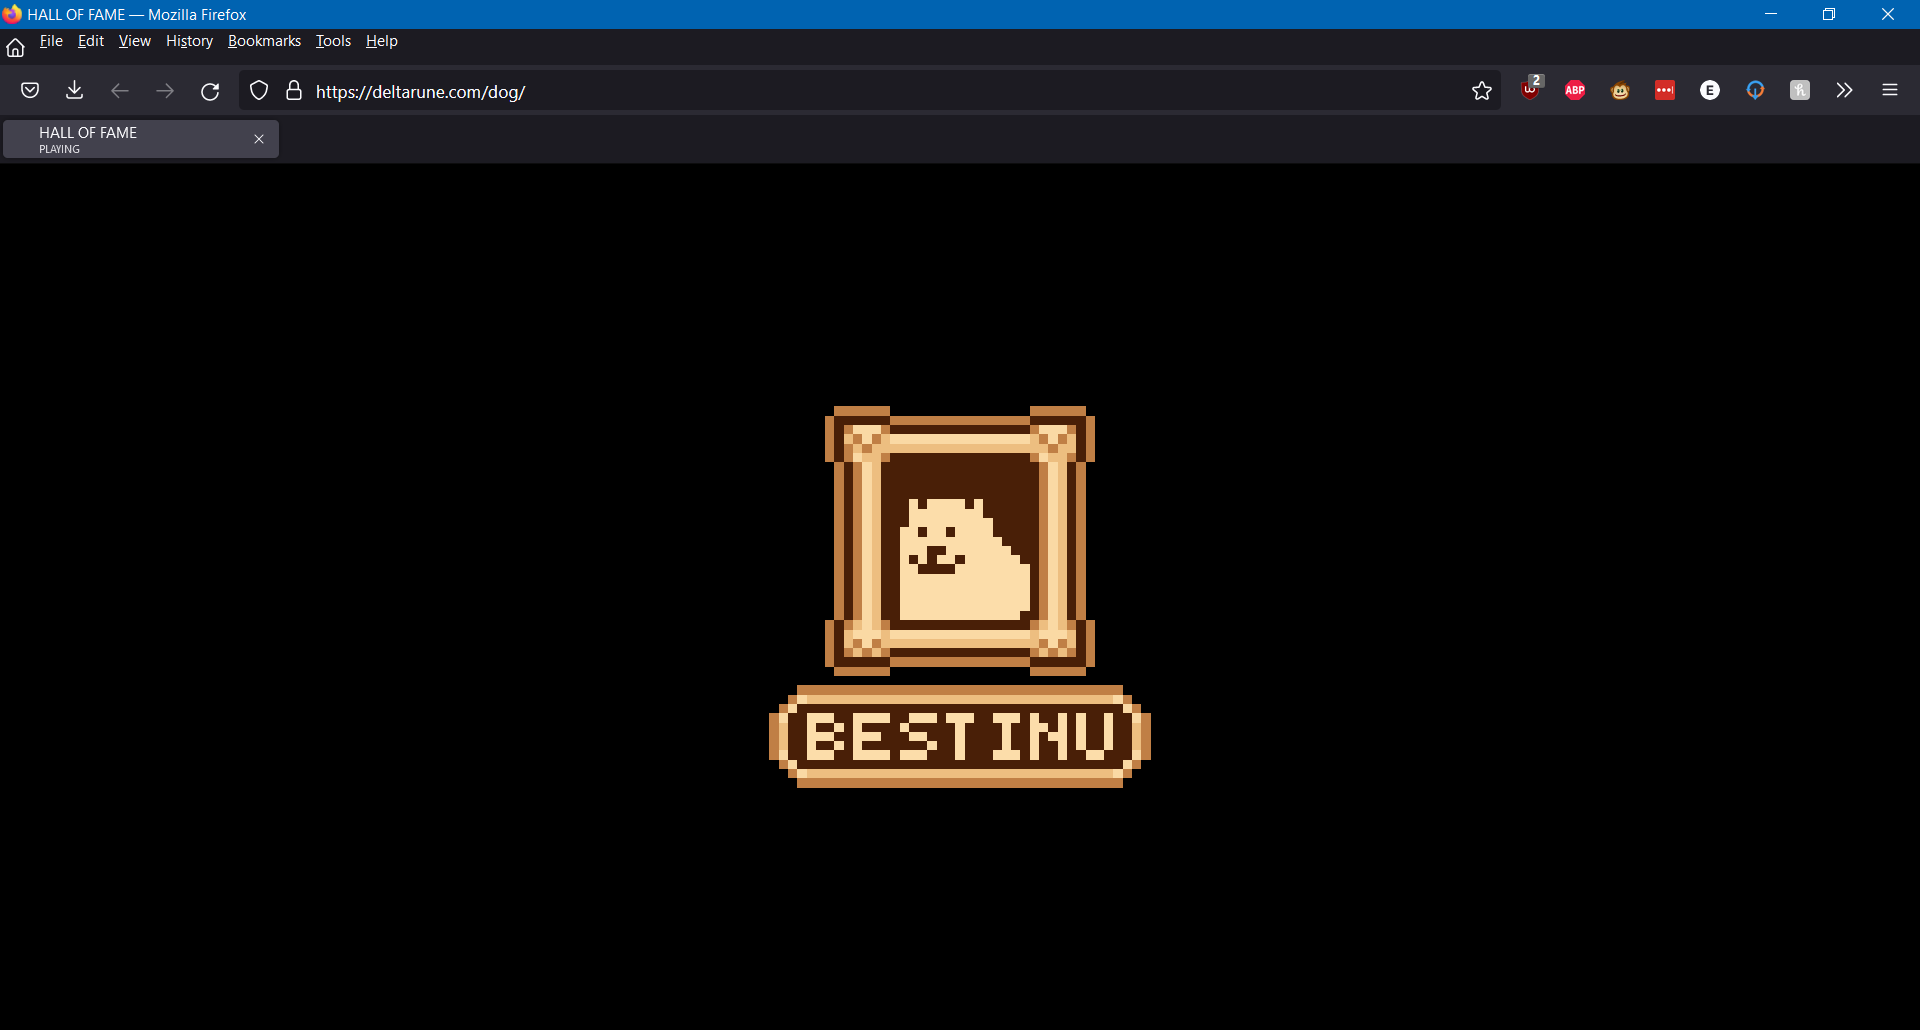 HALL OF FAME — Mozilla Firefox
File Edit View History Bookmarks Tools Help
https://deltarune.com/dog/
2
ABP
E
HALL OF FAME
PLAYING
BEST INU